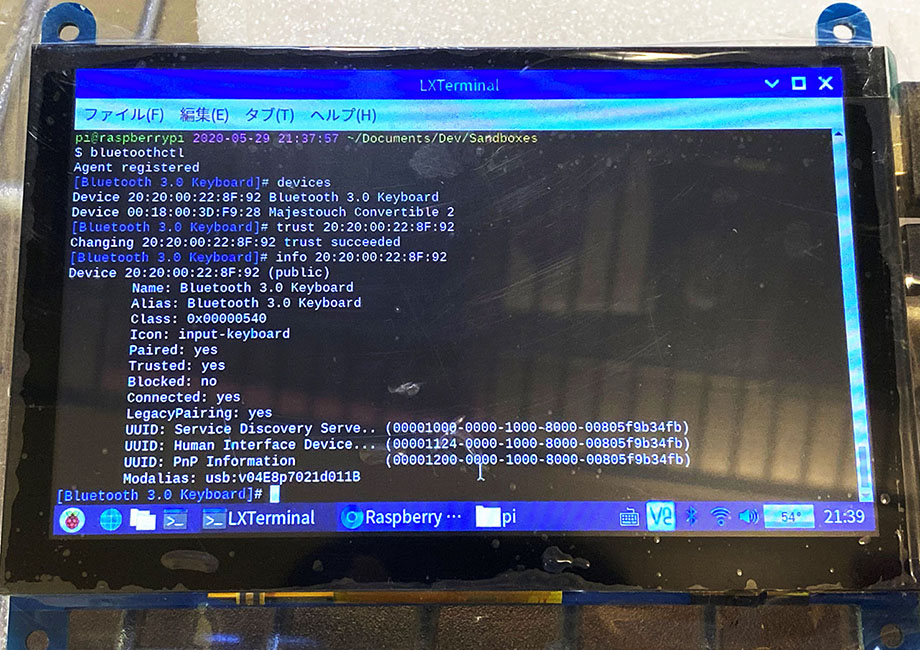 LXTerminal
ファイル(F) 編集(E) タブ(T) ヘルプ(H)
pi@raspberrypi 2020-05-29 21:37:57 ~/Documents/Dev/Sandboxes
$ bluetoothctl
Agent registered
[Bluetooth 3.0 Keyboard]# devices
Device 20:20:00:22:8F:92 Bluetooth 3.0 Keyboard
Device 00:18:00:3D:F9:28 Majestouch Convertible 2
[Bluetooth 3.0 Keyboard]# trust 20:20:00:22:8F:92
Changing 20:20:00:22:8F:92 trust succeeded
[Bluetooth 3.0 Keyboard]# info 20:20:00:22:8F:92
Device 20:20:00:22:8F:92 (public)
Name: Bluetooth 3.0 Keyboard
Alias: Bluetooth 3.0 Keyboard
Class: 0x00000540
Icon: input-keyboard
Paired: yes
Trusted: yes
Blocked: no
Connected: yes
LegacyPairing: yes
UUID: Service Discovery Serve.. (00001000-0000-1000-8000-00805f9b34fb)
UUID: Human Interface Device... (00001124-0000-1000-8000-00805f9b34fb)
UUID: PnP Information (00001200-0000-1000-8000-00805f9b34fb)
Modalias: usb:v04E8p7021d011B
[Bluetooth 3.0 Keyboard]#
LXTerminal Raspberry ⋯ pi 54° 21:39